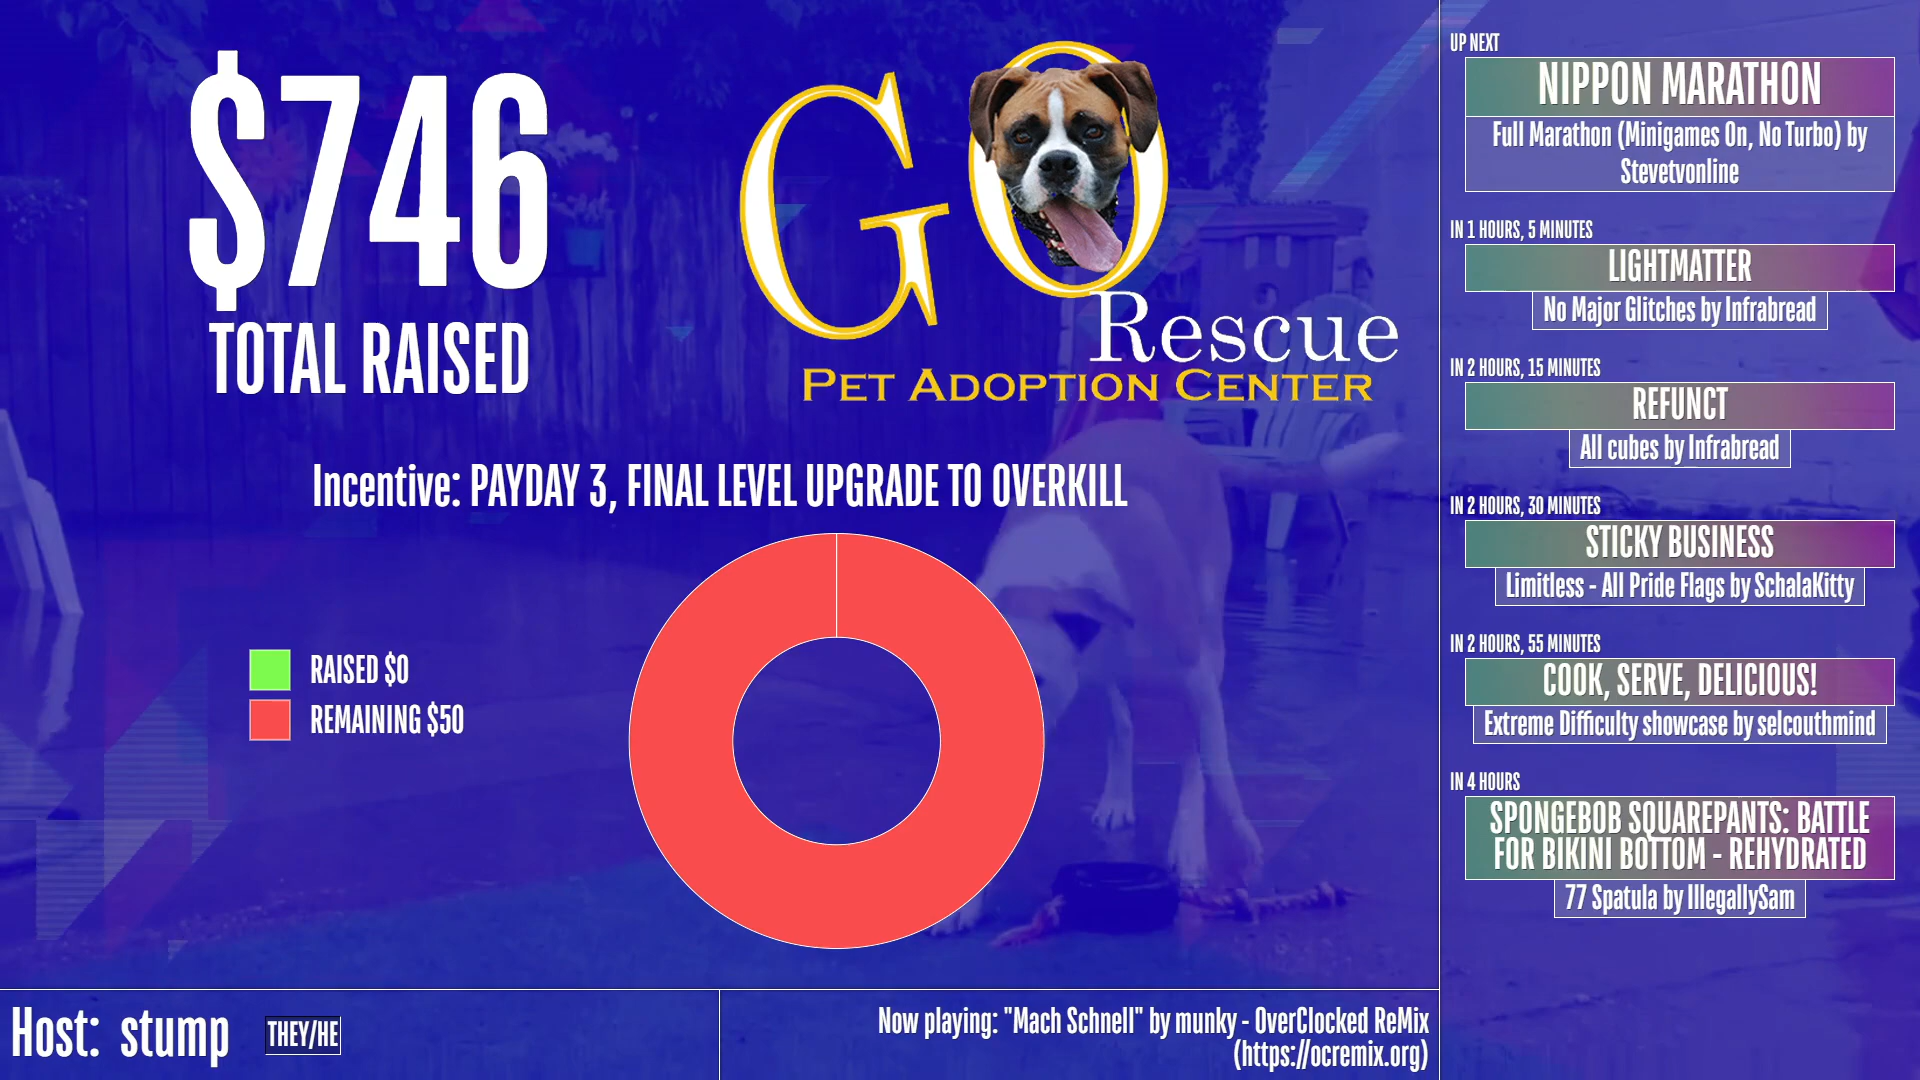 $746
TOTAL RAISED
GO
Rescue
PET ADOPTION CENTER
Incentive: PAYDAY 3, FINAL LEVEL UPGRADE TO OVERKILL
RAISED $0
REMAINING $50
UP NEXT
NIPPON MARATHON
Full Marathon (Minigames On, No Turbo) by
Stevetvonline
IN 1 HOURS, 5 MINUTES
LIGHTMATTER
No Major Glitches by Infrabread
IN 2 HOURS, 15 MINUTES
REFUNCT
All cubes by Infrabread
IN 2 HOURS, 30 MINUTES
STICKY BUSINESS
Limitless - All Pride Flags by SchalaKitty
IN 2 HOURS, 55 MINUTES
COOK, SERVE, DELICIOUS!
Extreme Difficulty showcase by selcouthmind
IN 4 HOURS
SPONGEBOB SQUAREPANTS: BATTLE
FOR BIKINI BOTTOM - REHYDRATED
77 Spatula by IllegallySam
Host: stump THEY/HE
Now playing: "Mach Schnell" by munky - OverClocked ReMix
(https://ocremix.org)